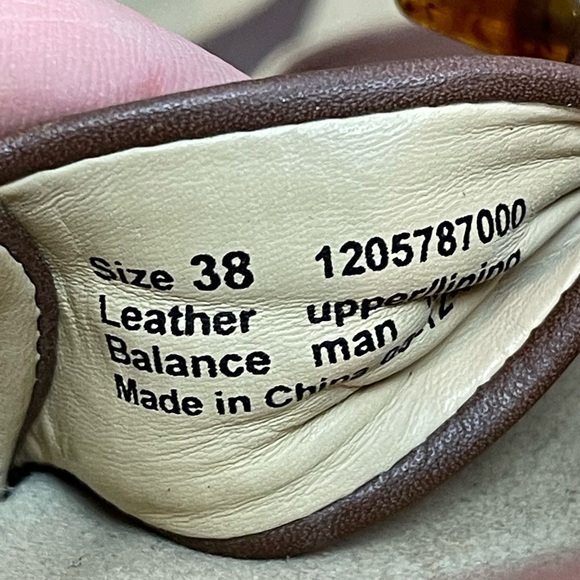 Size 38 1205787000
Leather upper/lining
Balance man
Made in China